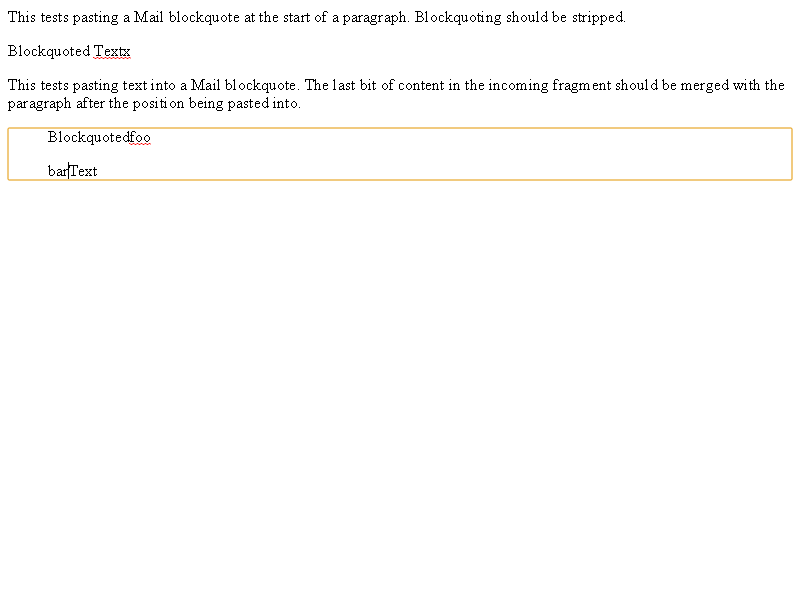 This tests pasting a Mail blockquote at the start of a paragraph. Blockquoting should be stripped.
Blockquoted Textx
This tests pasting text into a Mail blockquote. The last bit of content in the incoming fragment should be merged with the
paragraph after the position being pasted into.
Blockquotedfoo
barText